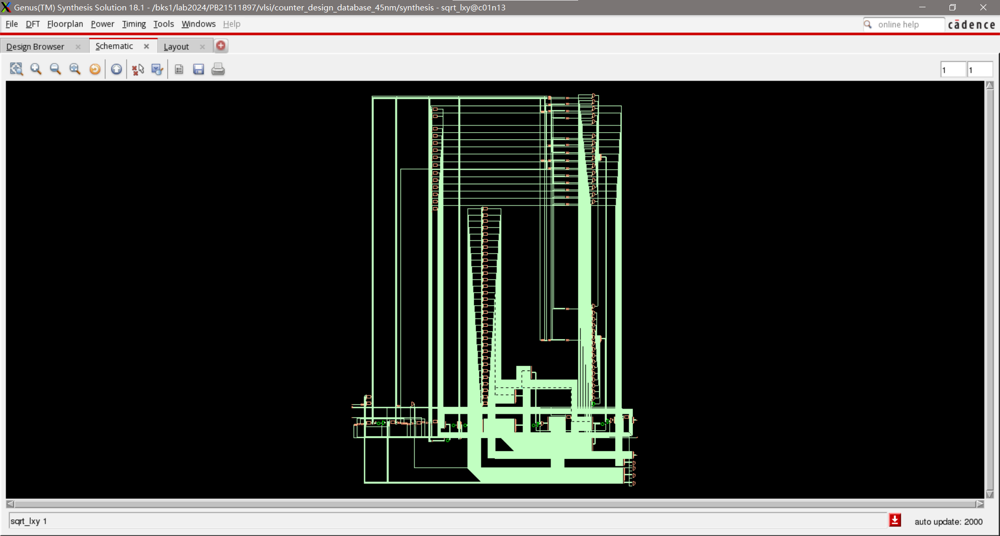 Genus(TM) Synthesis Solution 18.1 - /bks1/lab2024/PB21511897/vlsi/counter_design_database_45nm/synthesis - sqrt_lxy@c01n13
File DFT Floorplan Power Timing Tools Windows Help
online help
cādence
Design Browser
Schematic
Layout
1
1
sqrt_lxy 1
auto update: 2000